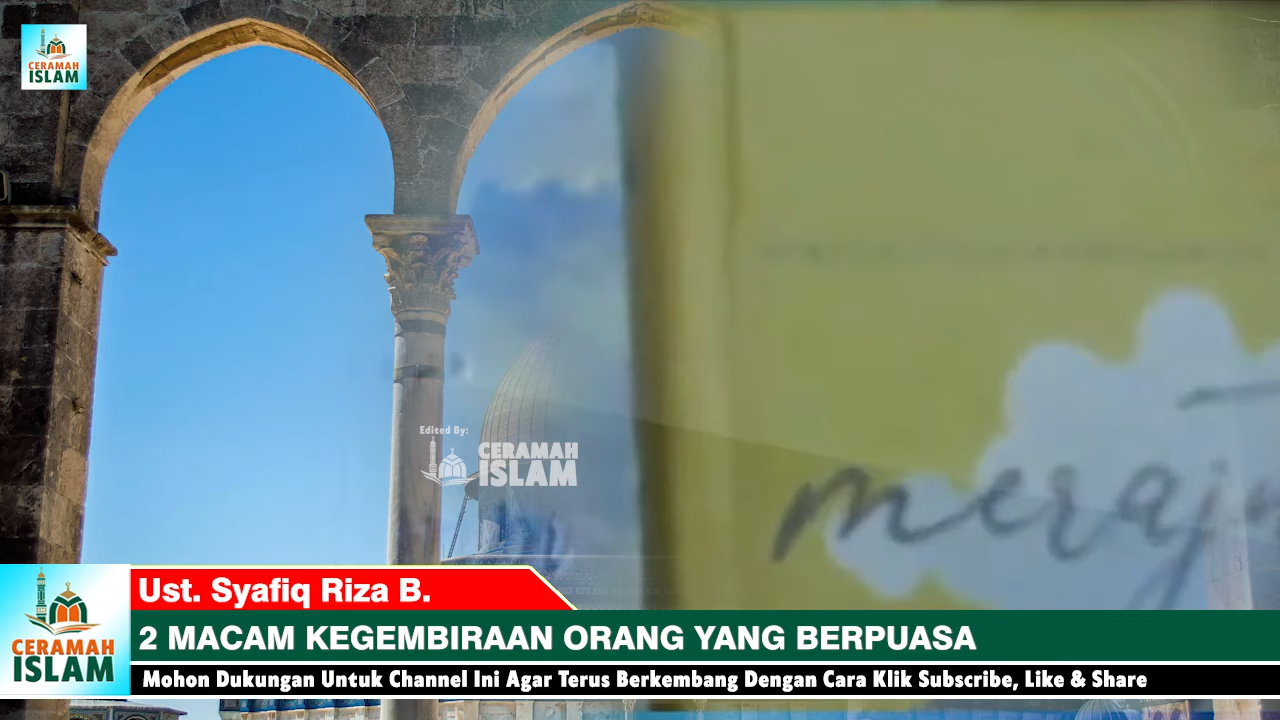 CERAMAH
ISLAM
Edited By:
CERAMAH
ISLAM
Ust. Syafiq Riza B.
2 MACAM KEGEMBIRAAN ORANG YANG BERPUASA
CERAMAH
ISLAM
Mohon Dukungan Untuk Channel Ini Agar Terus Berkembang Dengan Cara Klik Subscribe, Like & Share